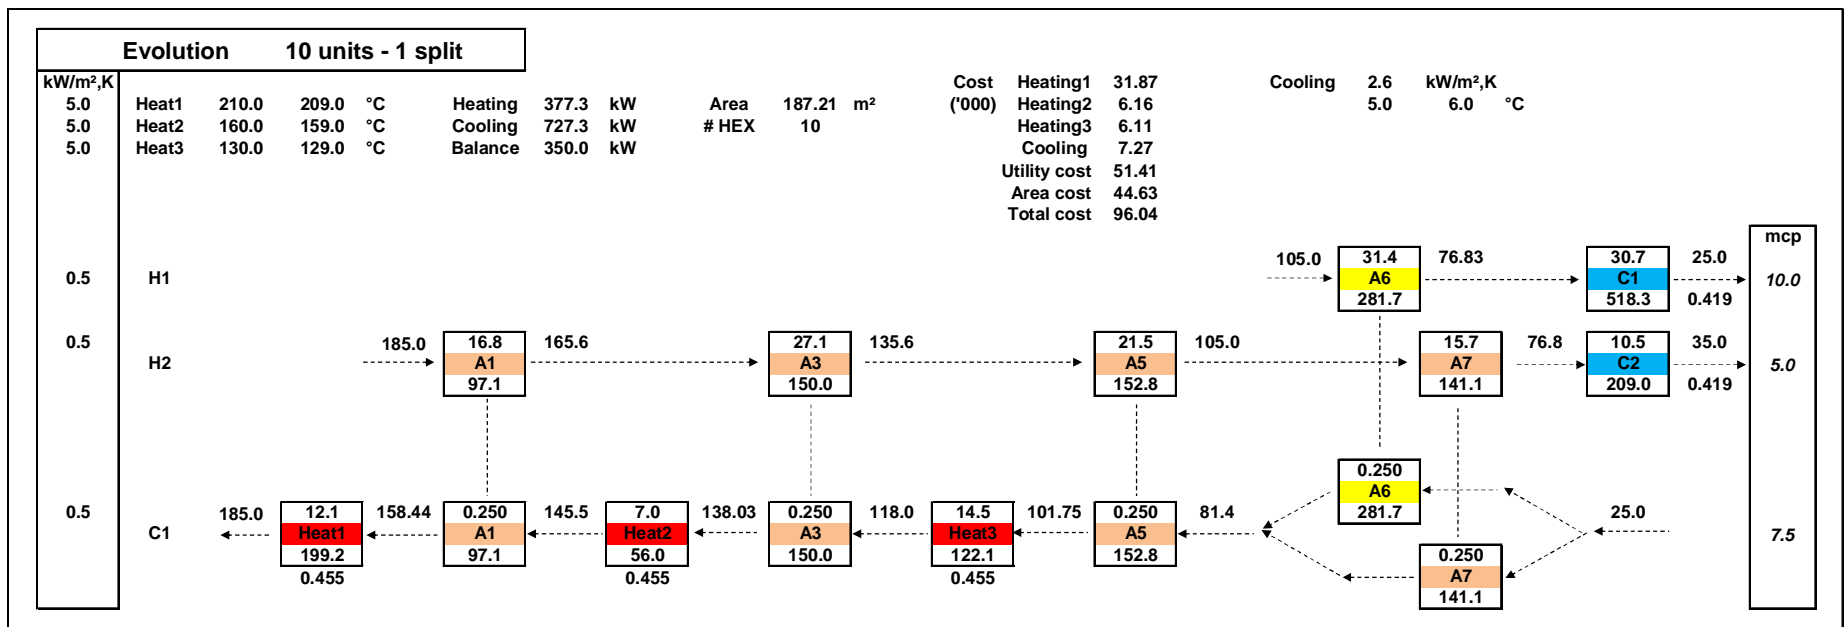 Evolution 10 units - 1 split
kW/m²,K Cost Heating1 31.87 Cooling 2.6 kW/m²,K
5.0 Heat1 210.0 209.0 °C Heating 377.3 kW Area 187.21 m² ('000) Heating2 6.16 5.0 6.0 °C
5.0 Heat2 160.0 159.0 °C Cooling 727.3 kW # HEX 10 Heating3 6.11
5.0 Heat3 130.0 129.0 °C Balance 350.0 kW Cooling 7.27
Utility cost 51.41
Area cost 44.63
Total cost 96.04
mcp
105.0 31.4 76.83 30.7 25.0
0.5 H1 A6 C1 10.0
281.7 518.3 0.419
0.5 185.0 16.8 165.6 27.1 135.6 21.5 105.0 15.7 76.8 10.5 35.0
H2 A1 A3 A5 A7 C2 5.0
97.1 150.0 152.8 141.1 209.0 0.419
0.250
A6
281.7
0.5 185.0 12.1 158.44 0.250 145.5 7.0 138.03 0.250 118.0 14.5 101.75 0.250 81.4 25.0
C1 Heat1 A1 Heat2 A3 Heat3 A5 7.5
199.2 97.1 56.0 150.0 122.1 152.8
0.455 0.455 0.455
0.250
A7
141.1